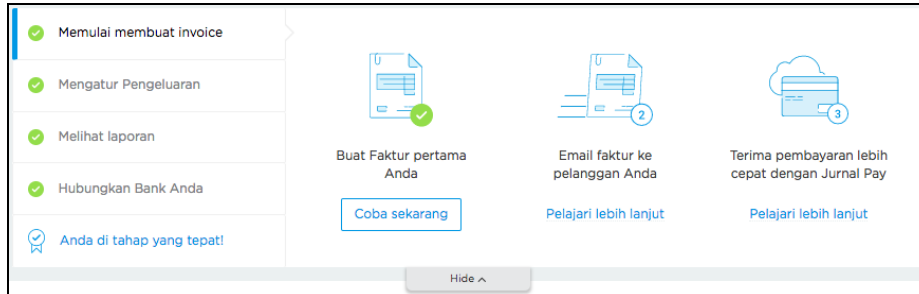 Memulai membuat invoice
Mengatur Pengeluaran
Melihat laporan
Hubungkan Bank Anda
Anda di tahap yang tepat!
Buat Faktur pertama
Anda
Coba sekarang
2
Email faktur ke
pelanggan Anda
Pelajari lebih lanjut
3
Terima pembayaran lebih
cepat dengan Jurnal Pay
Pelajari lebih lanjut
Hide